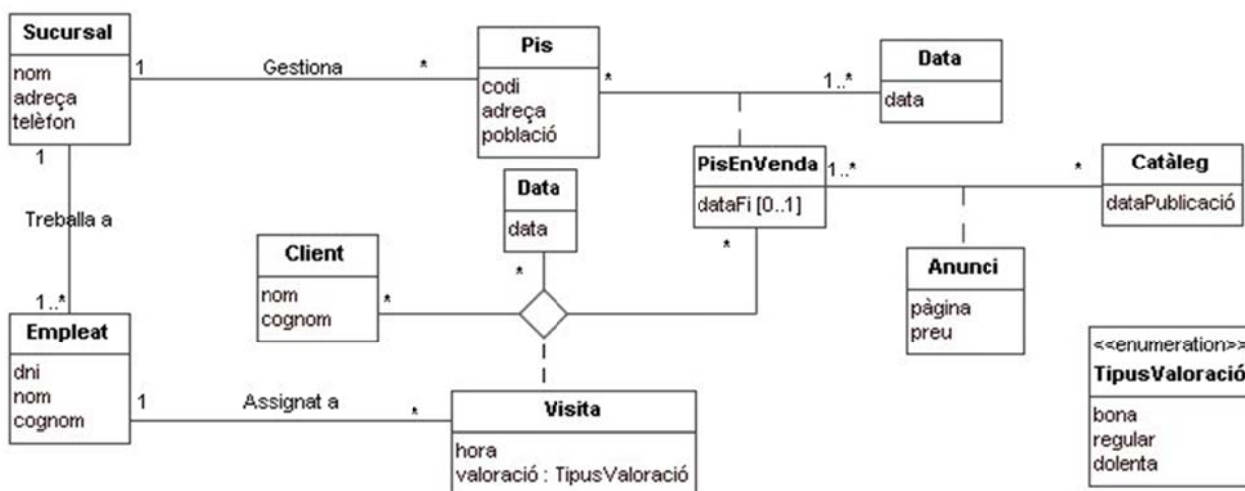 Sucursal
nom
adreça
telèfon
1
Gestiona
*
Pis
codi
adreça
població
*
1..*
Data
data
1
Treballa a
1..*
PisEnVenda
dataFi [0..1]
1..*
*
Catàleg
dataPublicació
Data
data
*
*
Client
nom
cognom
*
Anunci
pàgina
preu
Empleat
dni
nom
cognom
1
Assignat a
*
Visita
hora
valoració : TipusValoració
<<enumeration>>
TipusValoració
bona
regular
dolenta